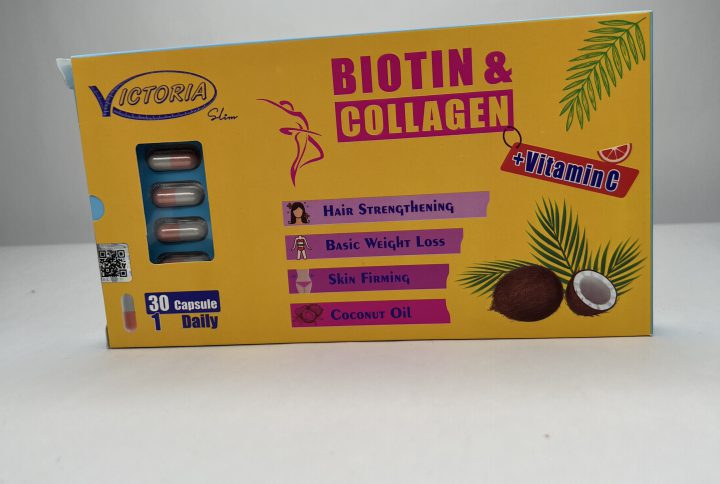 VICTORIA
Slim
BIOTIN &
COLLAGEN
+Vitamin C
Hair Strengthening
Basic Weight Loss
Skin Firming
Coconut Oil
30 Capsule
1 Daily